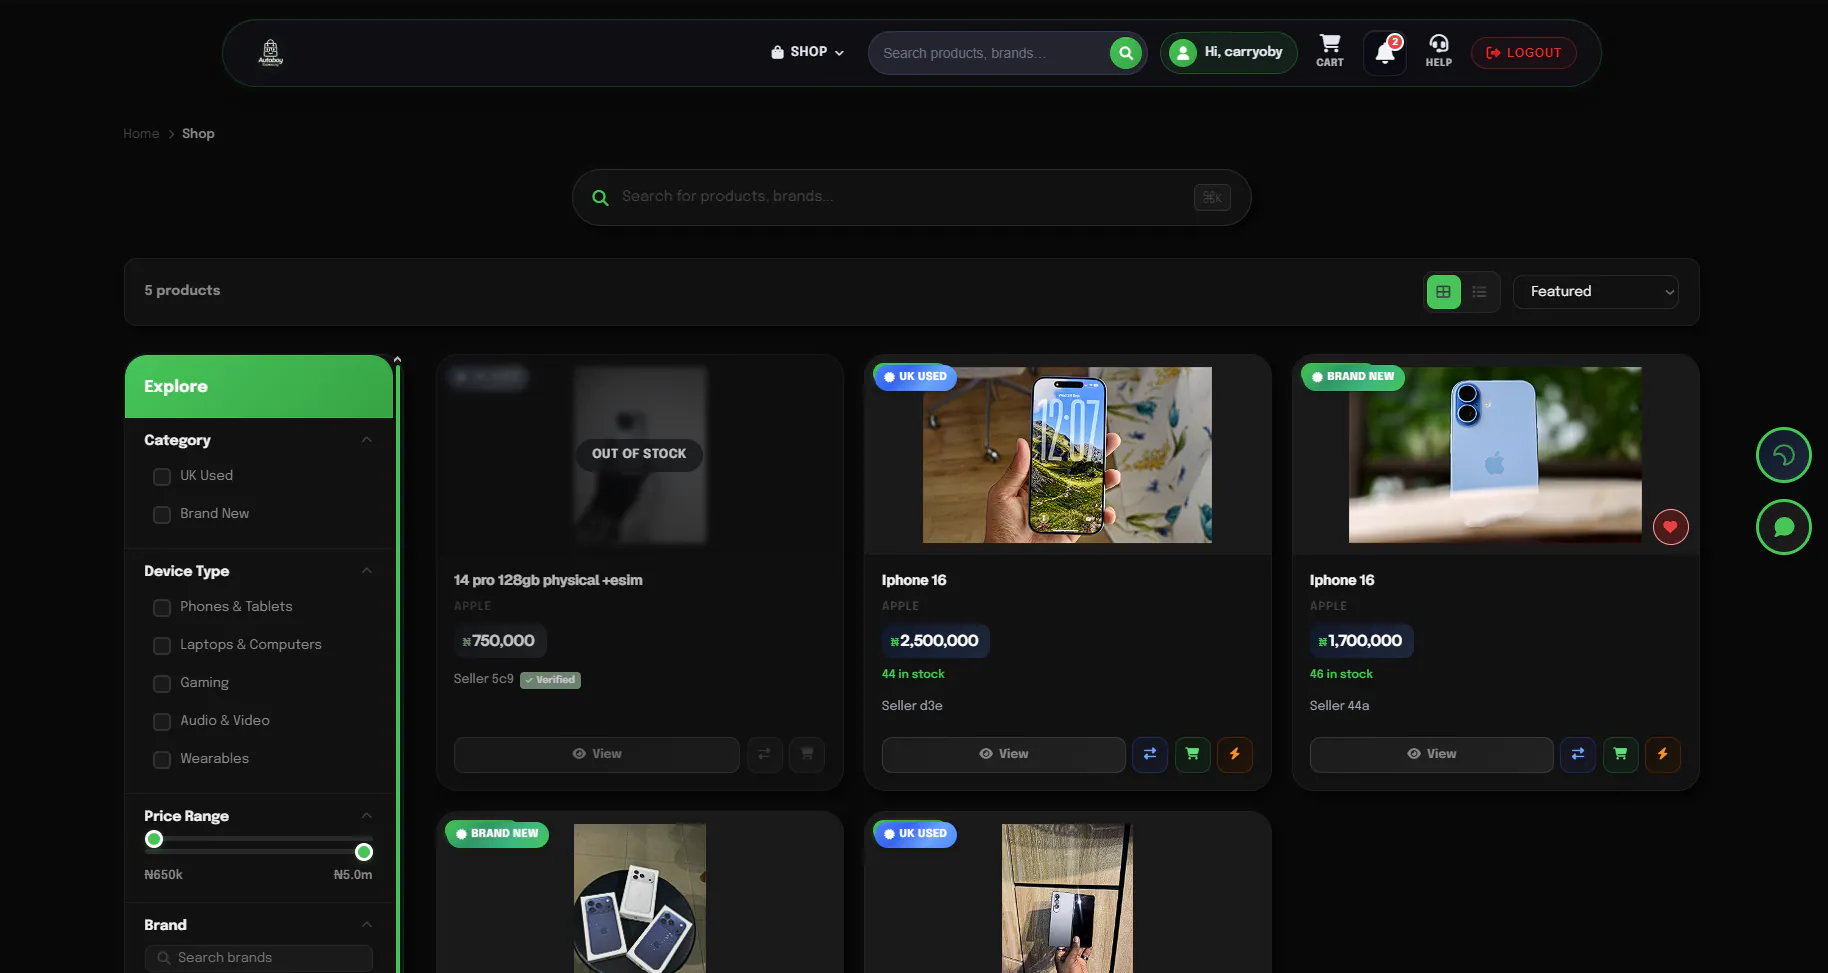 Autobay
SHOP
Search products, brands...
Hi, carryoby
CART
2
HELP
LOGOUT
Home > Shop
Search for products, brands...
⌘K
5 products
Featured
Explore
Category
UK Used
Brand New
Device Type
Phones & Tablets
Laptops & Computers
Gaming
Audio & Video
Wearables
Price Range
₦650k
₦5.0m
Brand
Search brands
OUT OF STOCK
14 pro 128gb physical +esim
APPLE
₦750,000
Seller 5c9
Verified
View
UK USED
12:07
Iphone 16
APPLE
₦2,500,000
44 in stock
Seller d3e
View
BRAND NEW
Iphone 16
APPLE
₦1,700,000
46 in stock
Seller 44a
View
BRAND NEW
UK USED